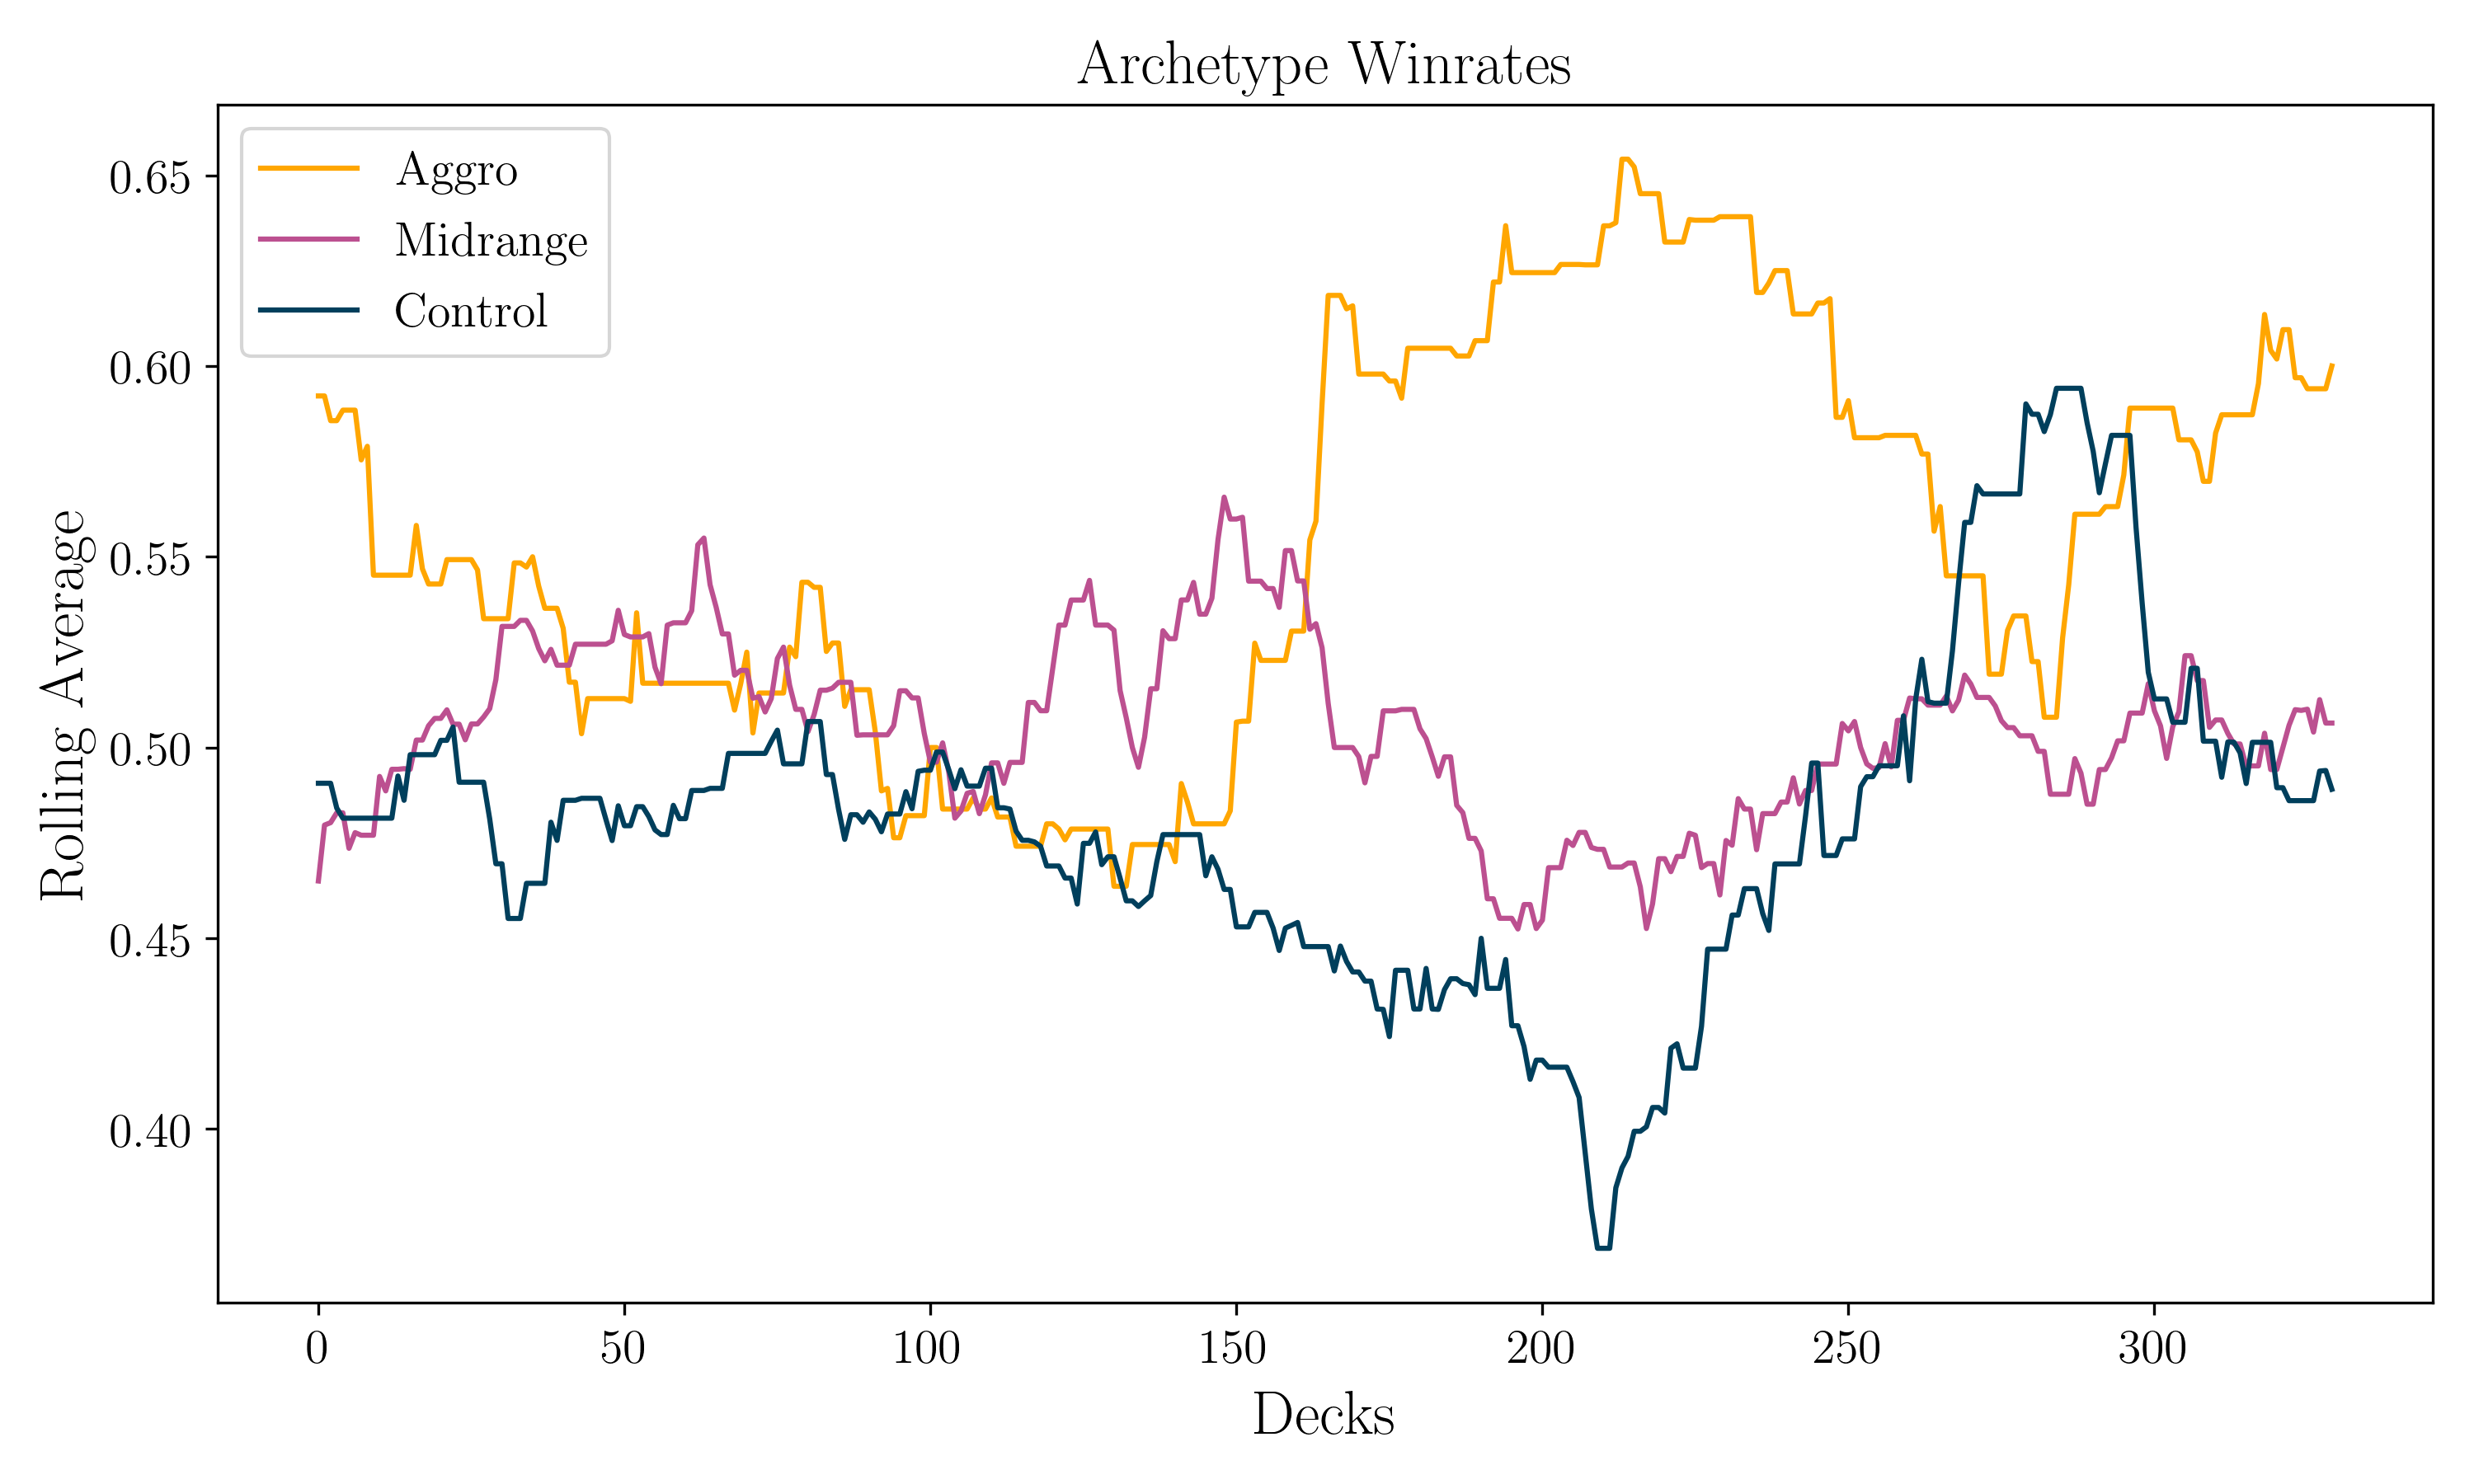 Archetype Winrates
Aggro
Midrange
Control
Rolling Average
0.65
0.60
0.55
0.50
0.45
0.40
0 50 100 150 200 250 300
Decks